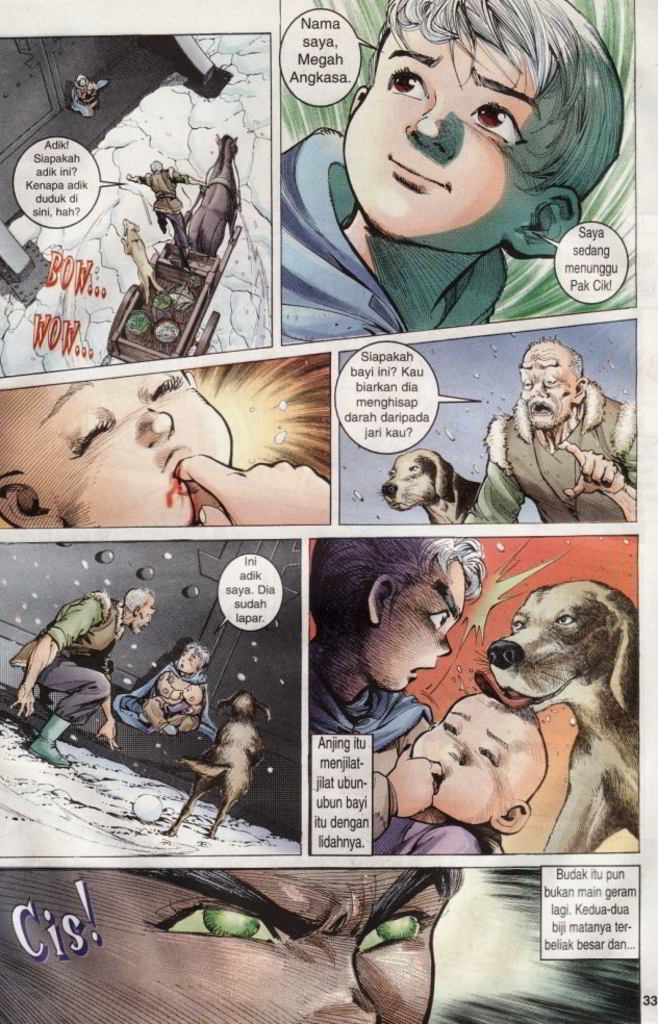 Adik!
Siapakah
adik ini?
Kenapa adik
duduk di
sini, hah?
BOW...
WOW...
Nama
saya,
Megah
Angkasa.
Saya
sedang
menunggu
Pak Cik!
Siapakah
bayi ini? Kau
biarkan dia
menghisap
darah daripada
jari kau?
Ini
adik
saya. Dia
sudah
lapar.
Anjing itu
menjilat-
jilat ubun-
ubun bayi
itu dengan
lidahnya.
Cis!
Budak itu pun
bukan main geram
lagi. Kedua-dua
biji matanya ter-
beliak besar dan...
33